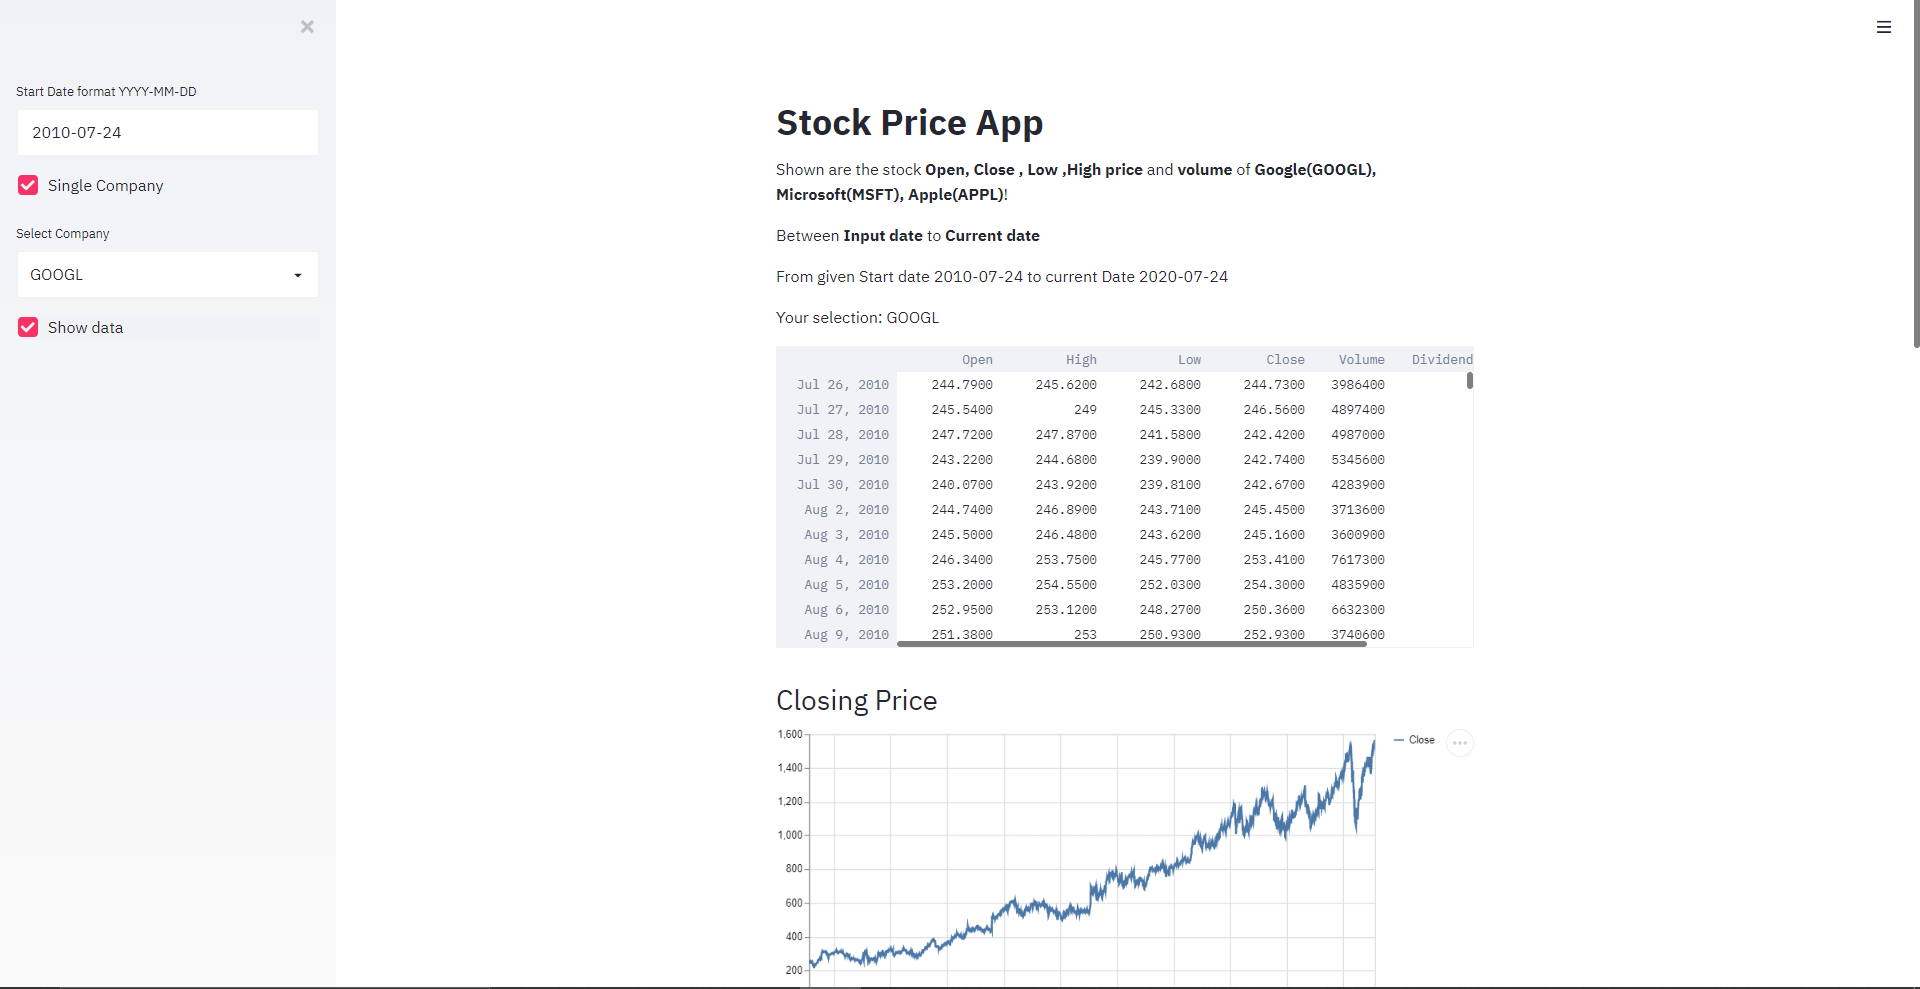 Start Date format YYYY-MM-DD
2010-07-24
Single Company
Select Company
GOOGL
Show data
Stock Price App
Shown are the stock Open, Close , Low ,High price and volume of Google(GOOGL),
Microsoft(MSFT), Apple(APPL)!
Between Input date to Current date
From given Start date 2010-07-24 to current Date 2020-07-24
Your selection: GOOGL
Open High Low Close Volume Dividend
Jul 26, 2010 244.7900 245.6200 242.6800 244.7300 3986400
Jul 27, 2010 245.5400 249 245.3300 246.5600 4897400
Jul 28, 2010 247.7200 247.8700 241.5800 242.4200 4987000
Jul 29, 2010 243.2200 244.6800 239.9000 242.7400 5345600
Jul 30, 2010 240.0700 243.9200 239.8100 242.6700 4283900
Aug 2, 2010 244.7400 246.8900 243.7100 245.4500 3713600
Aug 3, 2010 245.5000 246.4800 243.6200 245.1600 3600900
Aug 4, 2010 246.3400 253.7500 245.7700 253.4100 7617300
Aug 5, 2010 253.2000 254.5500 252.0300 254.3000 4835900
Aug 6, 2010 252.9500 253.1200 248.2700 250.3600 6632300
Aug 9, 2010 251.3800 253 250.9300 252.9300 3740600
Closing Price
1,600
Close
1,400
1,200
1,000
800
600
400
200